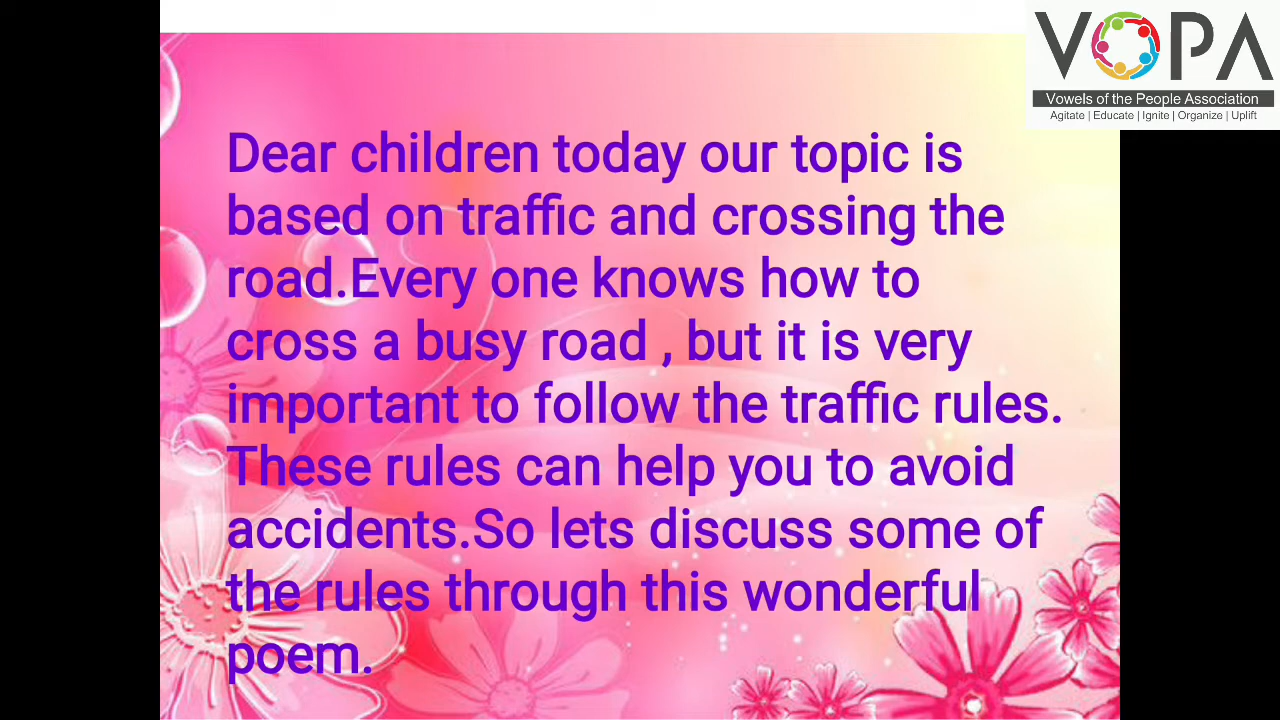 VOPA
Vowels of the People Association
Agitate | Educate | Ignite | Organize | Uplift
Dear children today our topic is
based on traffic and crossing the
road.Every one knows how to
cross a busy road , but it is very
important to follow the traffic rules.
These rules can help you to avoid
accidents.So lets discuss some of
the rules through this wonderful
poem.